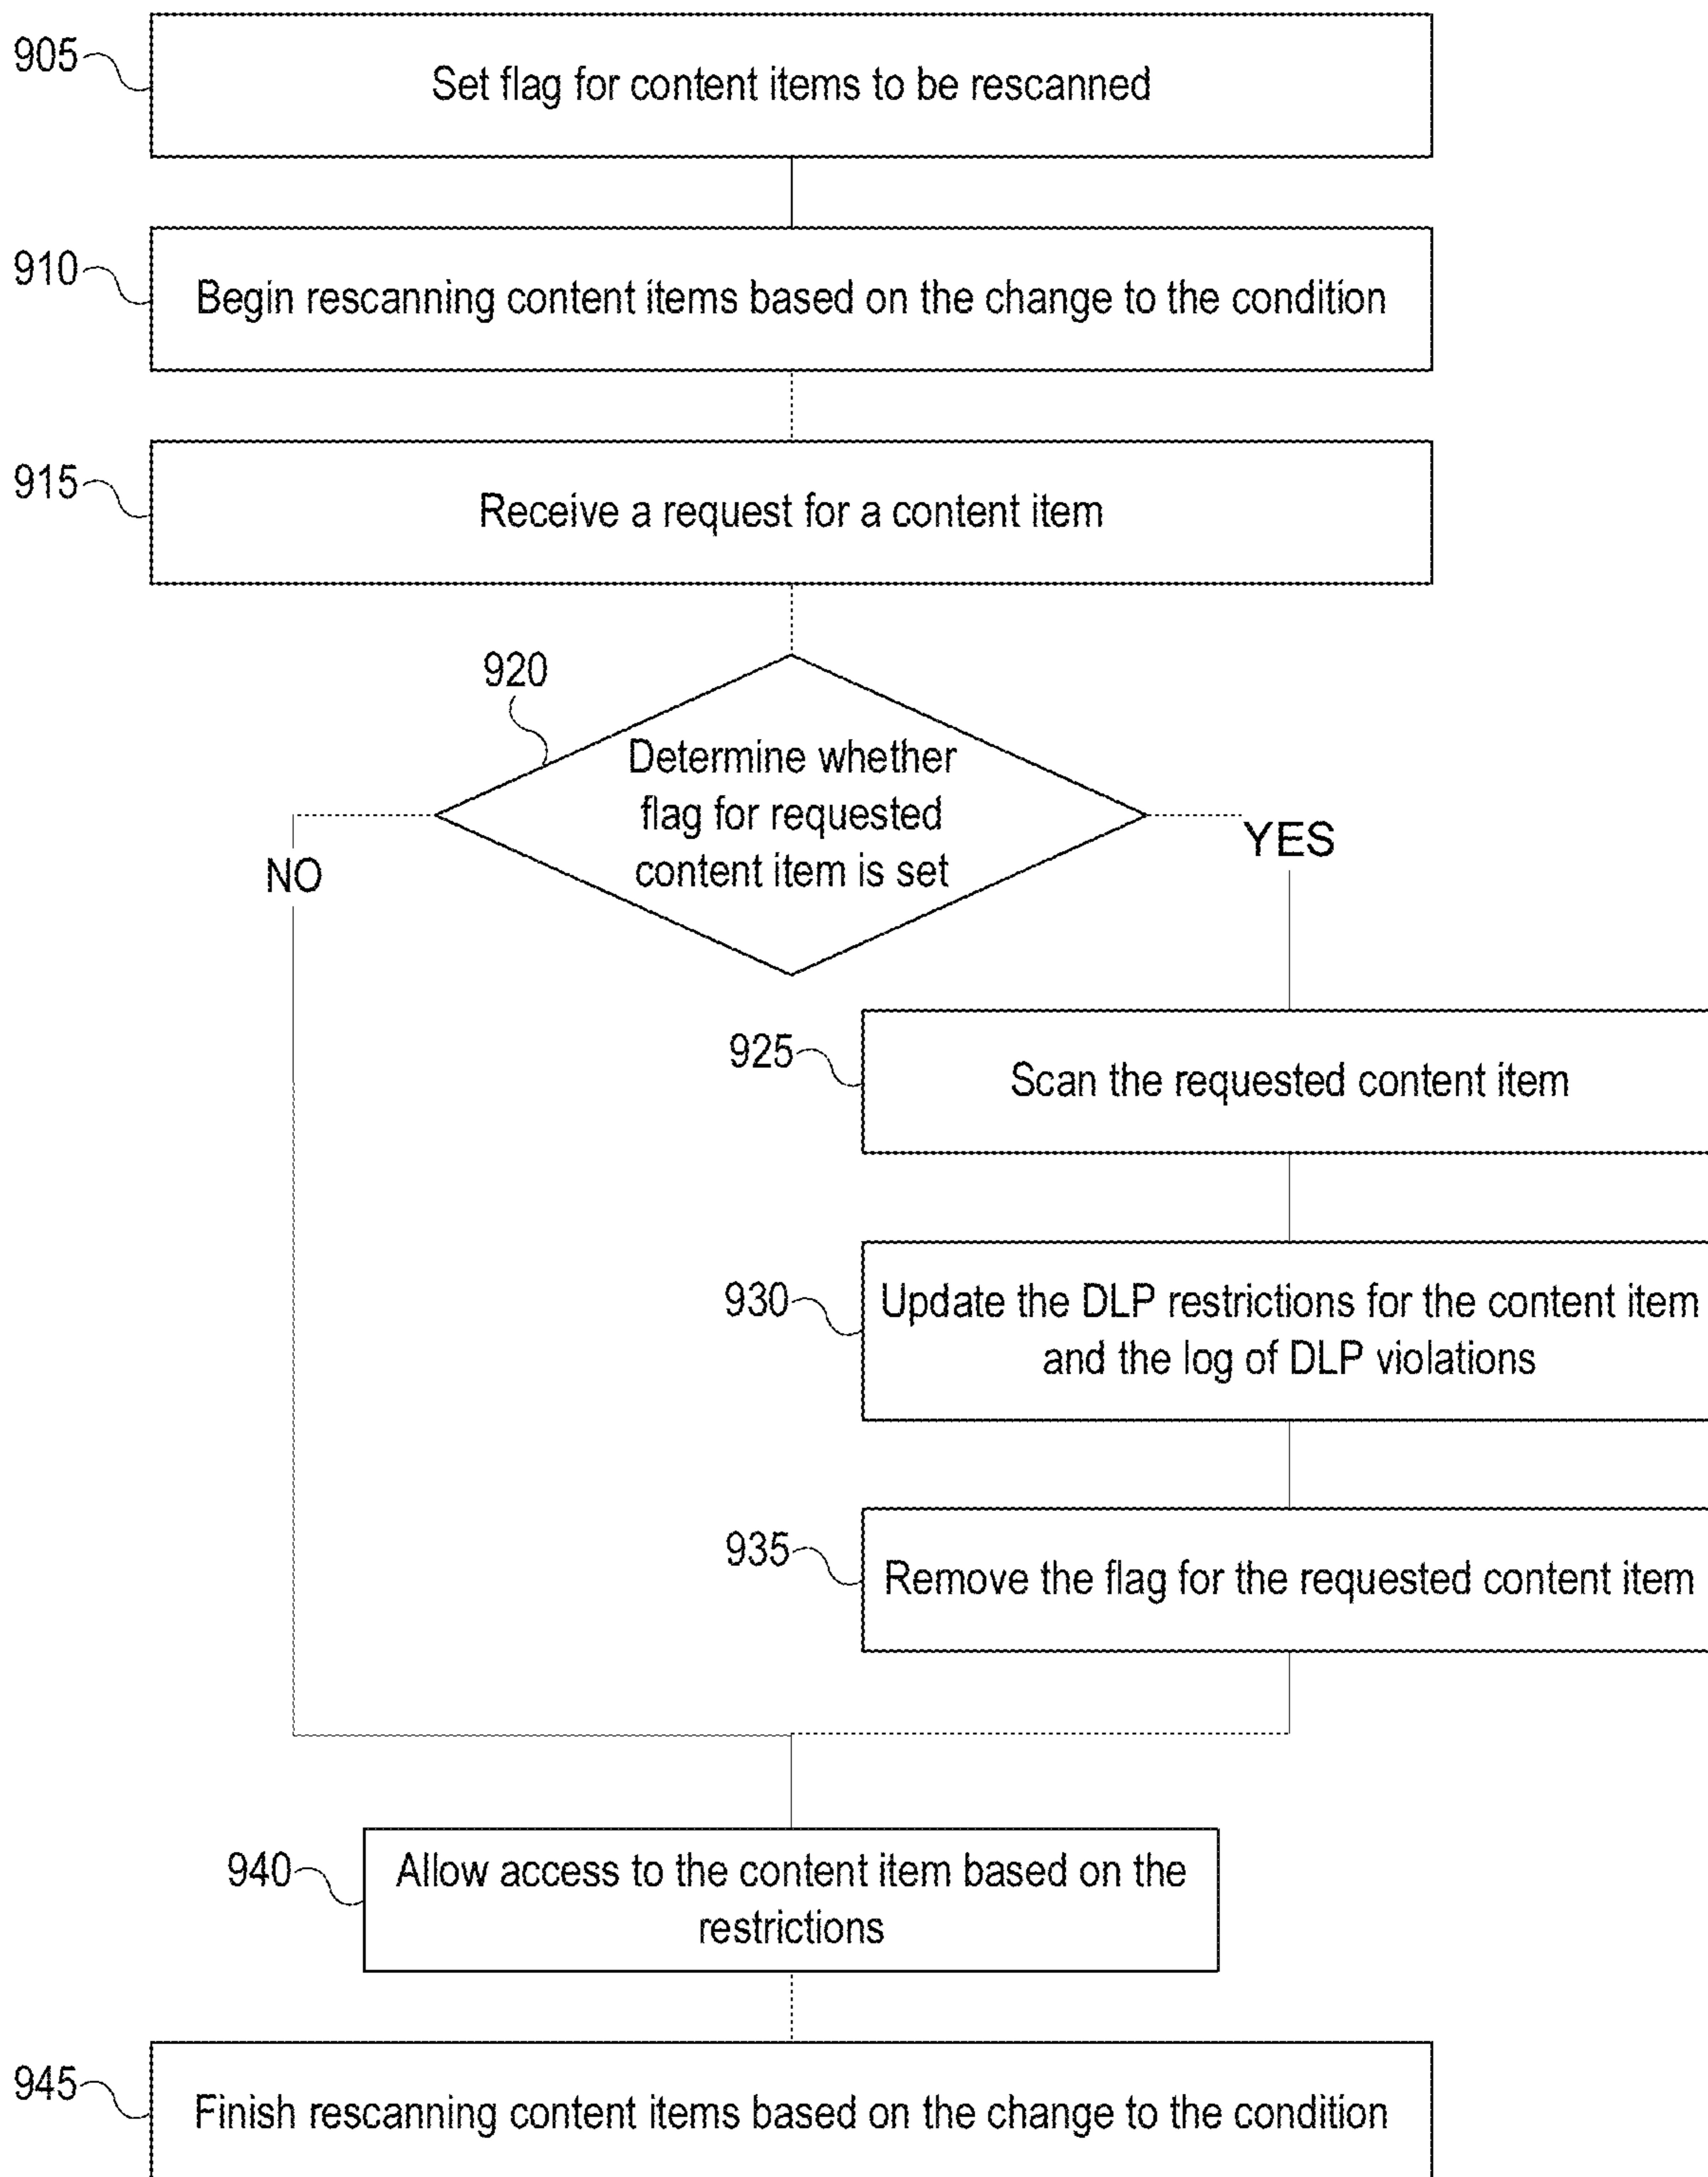 905
Set flag for content items to be rescanned
910
Begin rescanning content items based on the change to the condition
915
Receive a request for a content item
920
Determine whether
flag for requested
content item is set
NO
YES
925
Scan the requested content item
930
Update the DLP restrictions for the content item
and the log of DLP violations
935
Remove the flag for the requested content item
940
Allow access to the content item based on the
restrictions
945
Finish rescanning content items based on the change to the condition